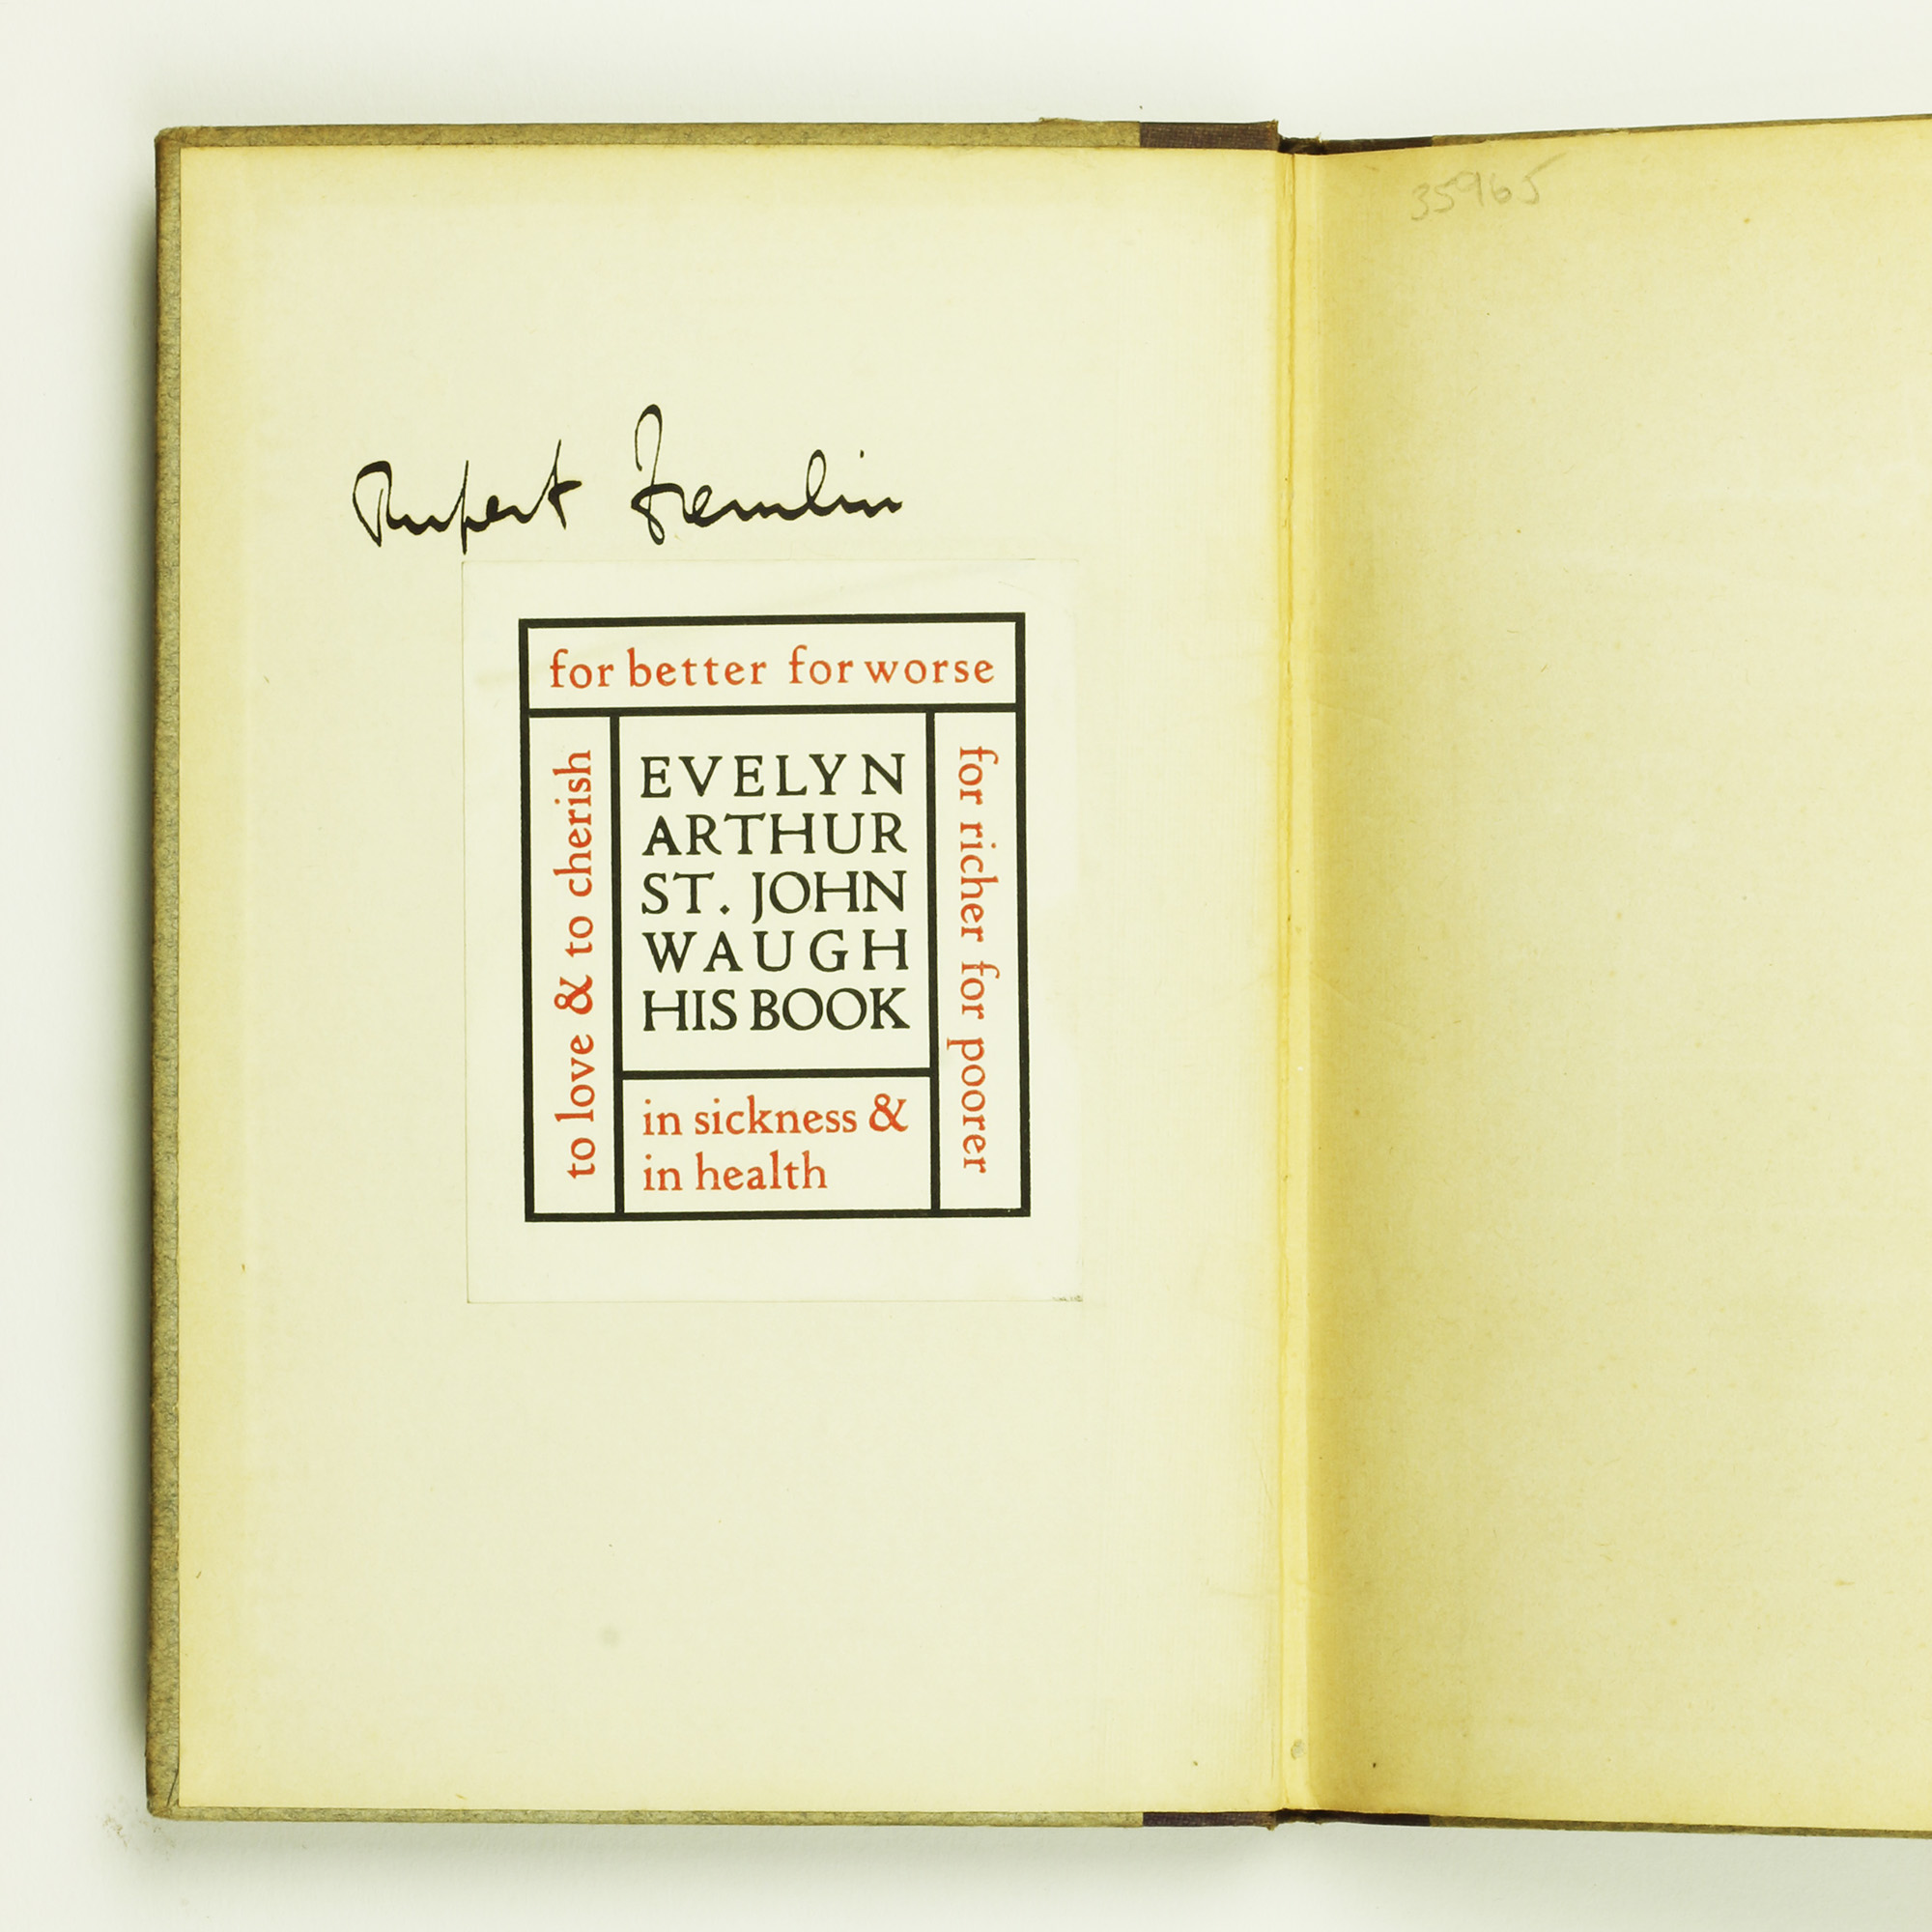 35965
Rupert Fremlin
for better for worse
to love & to cherish
EVELYN
ARTHUR
ST. JOHN
WAUGH
HIS BOOK
for richer for poorer
in sickness &
in health